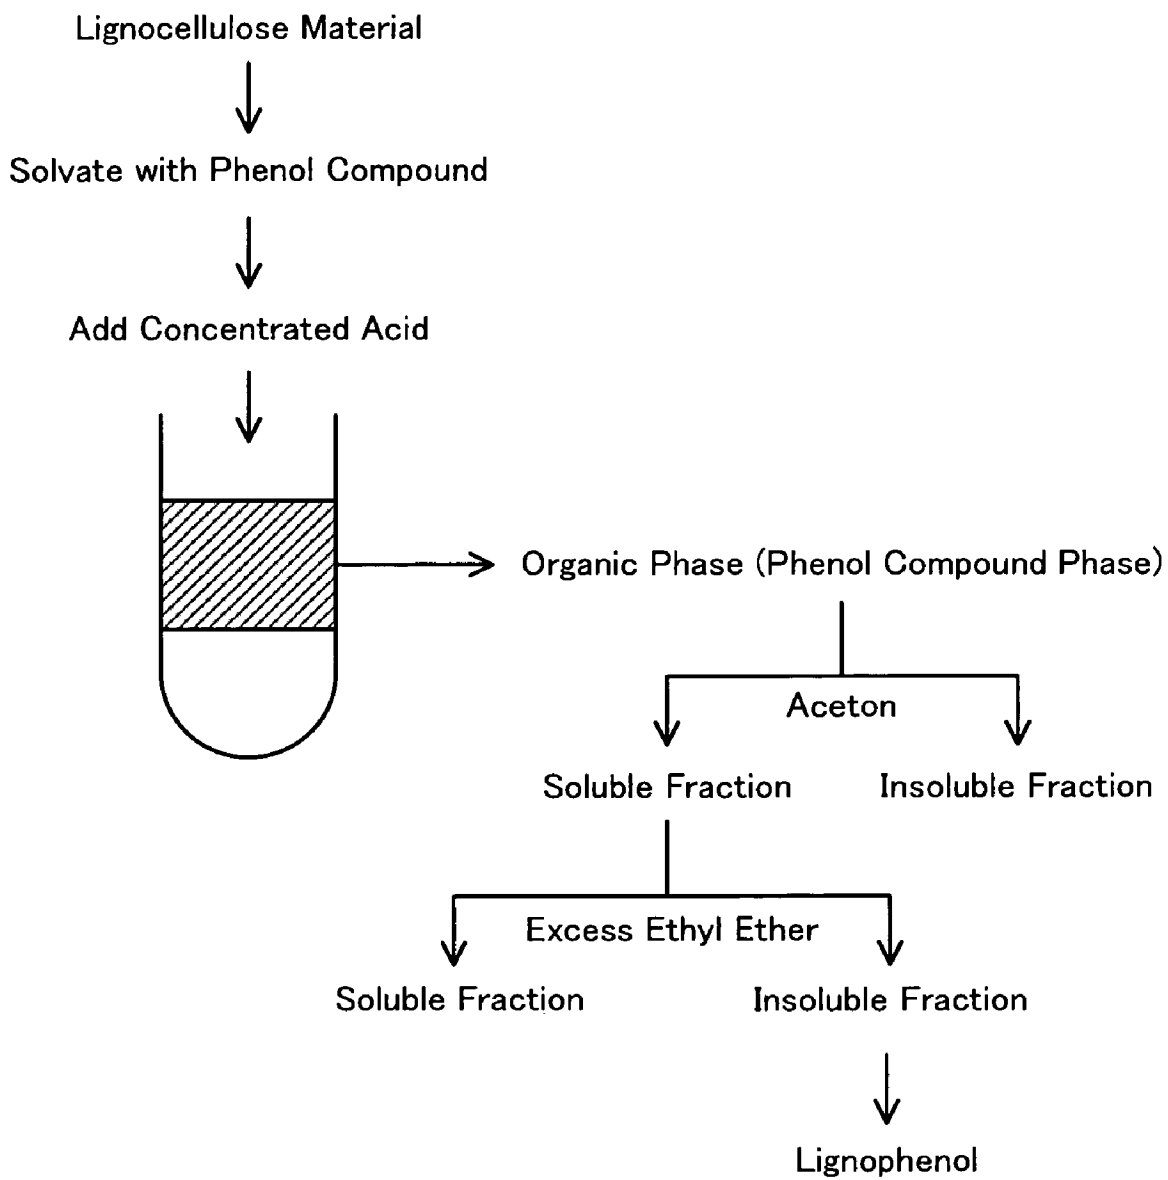 Lignocellulose Material
Solvate with Phenol Compound
Add Concentrated Acid
Organic Phase (Phenol Compound Phase)
Aceton
Soluble Fraction
Insoluble Fraction
Excess Ethyl Ether
Soluble Fraction
Insoluble Fraction
Lignophenol